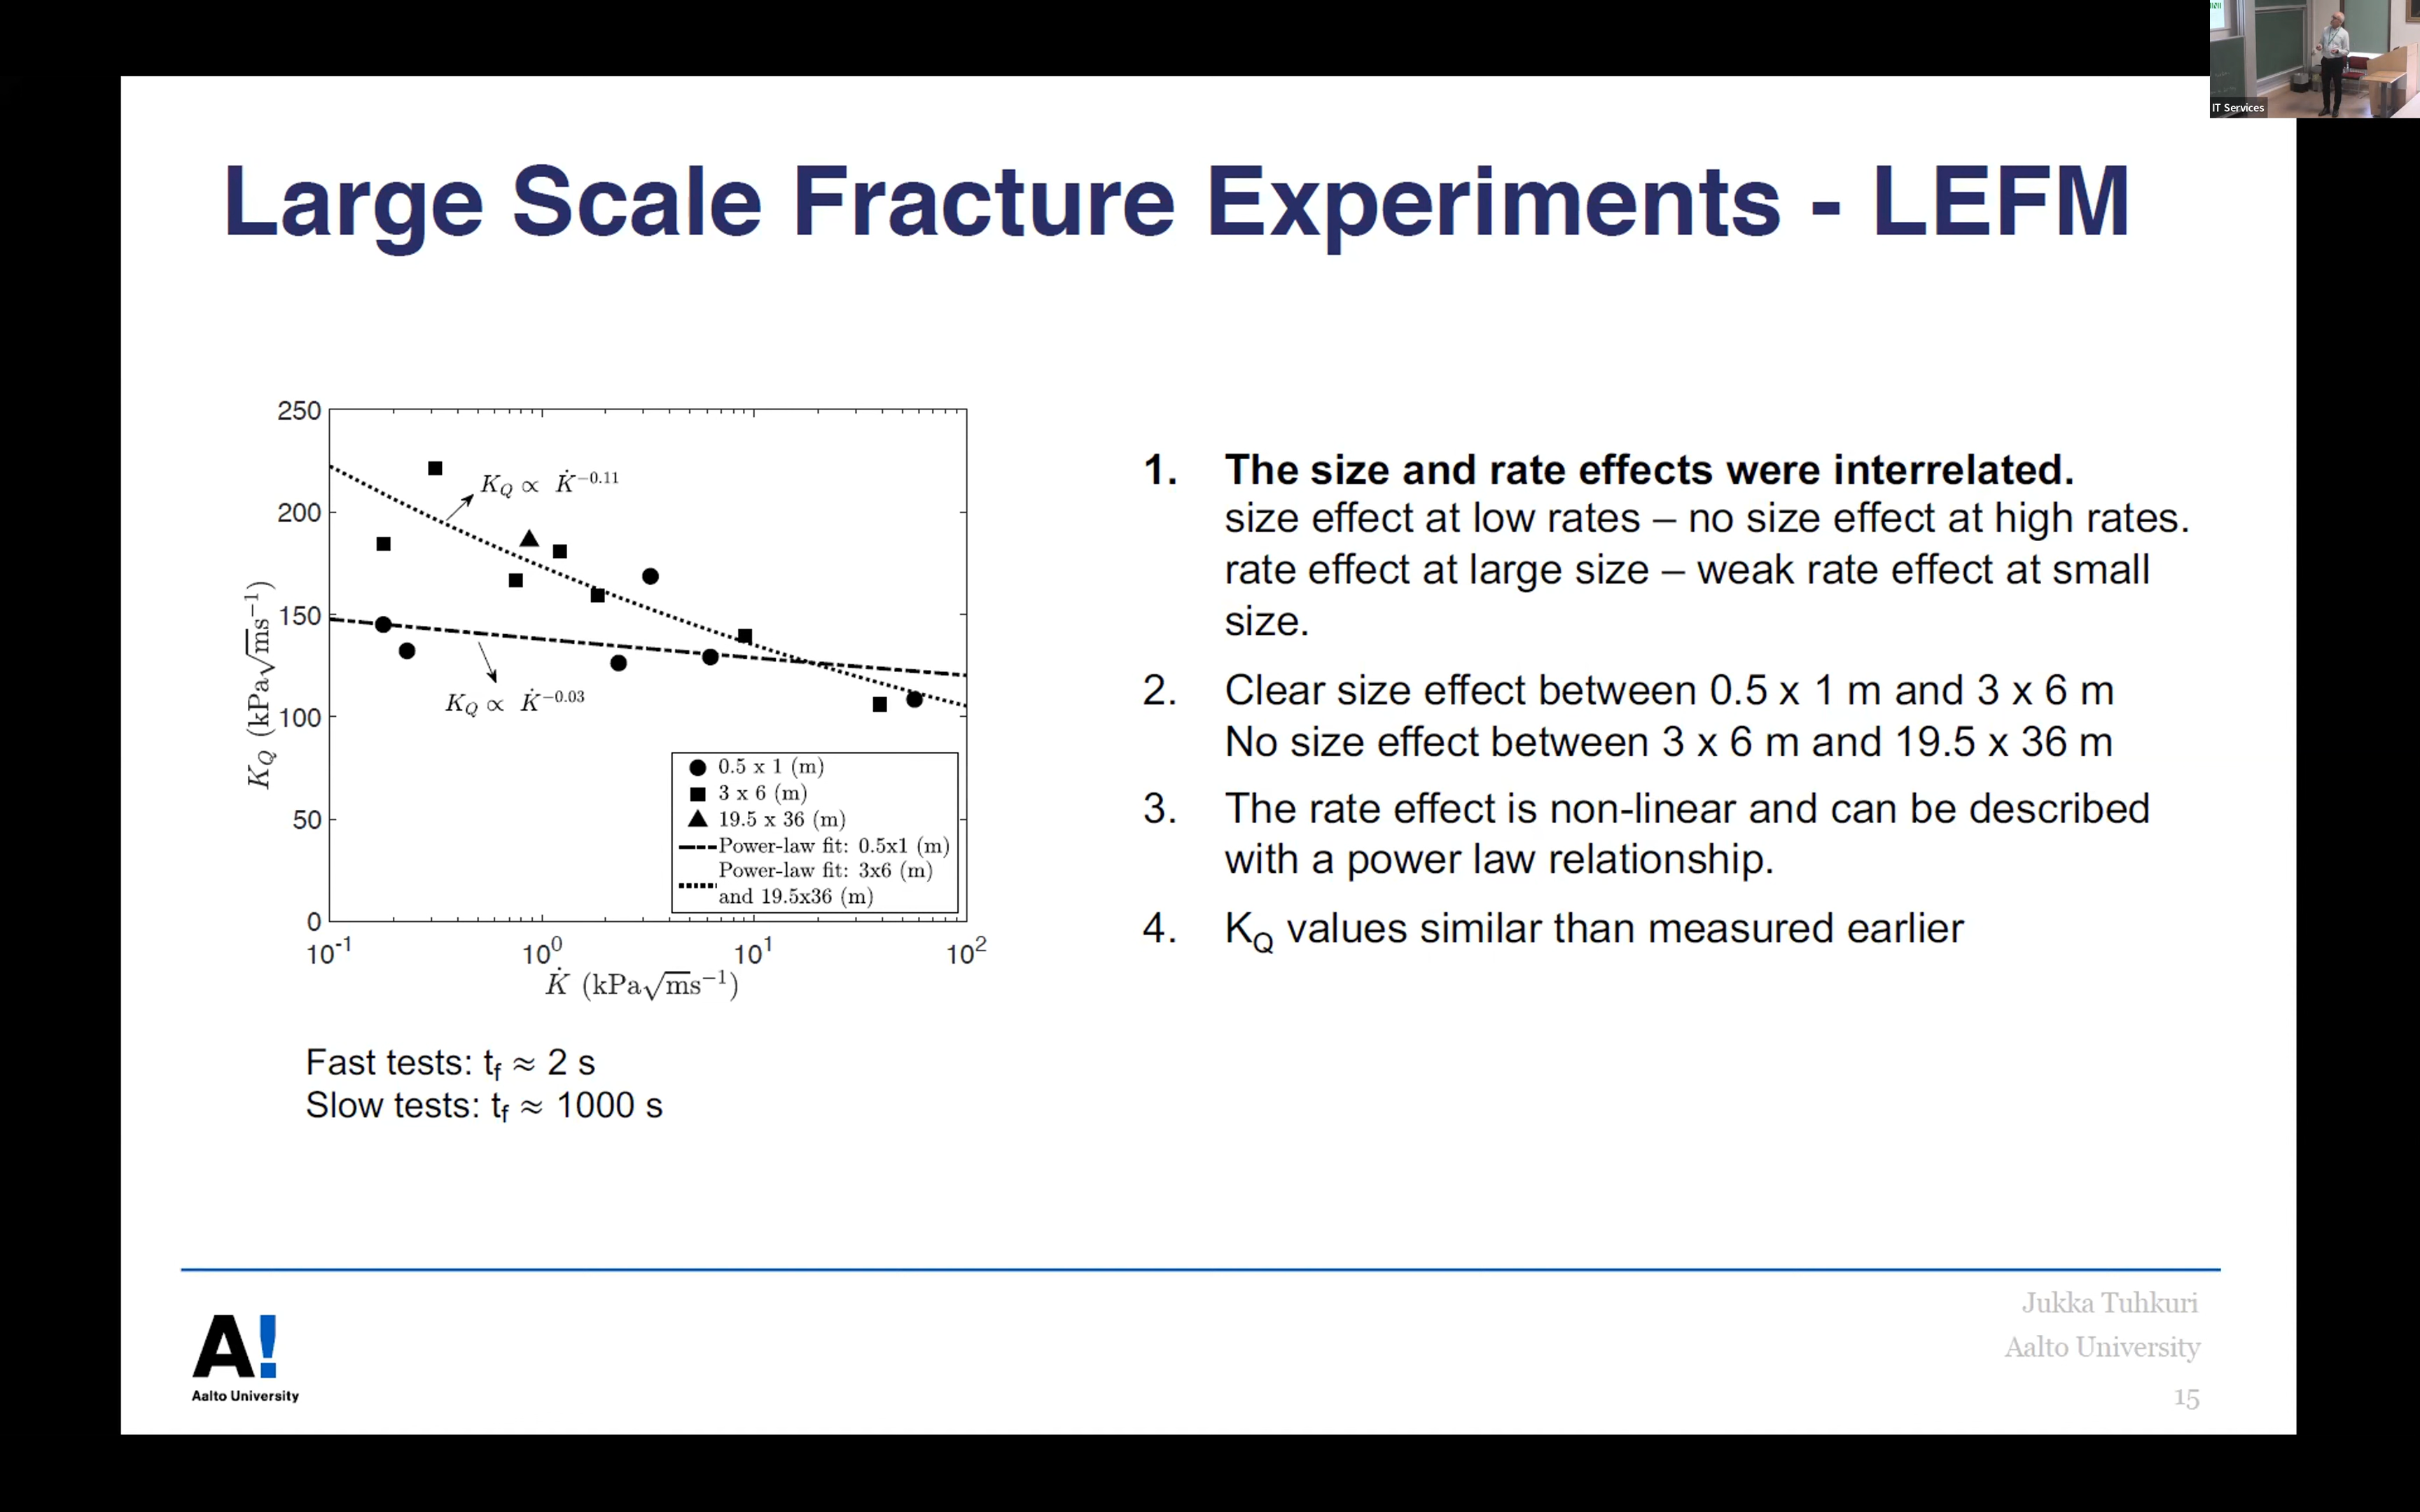 IT Services
Large Scale Fracture Experiments - LEFM
250
200
150
100
50
0
K_Q (kPa√ms⁻¹)
K_Q ∝ K̇^−0.11
K_Q ∝ K̇^−0.03
0.5 x 1 (m)
3 x 6 (m)
19.5 x 36 (m)
Power-law fit: 0.5x1 (m)
Power-law fit: 3x6 (m)
and 19.5x36 (m)
10⁻¹ 10⁰ 10¹ 10²
K̇ (kPa√ms⁻¹)
Fast tests: t_f ≈ 2 s
Slow tests: t_f ≈ 1000 s
1. The size and rate effects were interrelated.
size effect at low rates – no size effect at high rates.
rate effect at large size – weak rate effect at small
size.
2. Clear size effect between 0.5 x 1 m and 3 x 6 m
No size effect between 3 x 6 m and 19.5 x 36 m
3. The rate effect is non-linear and can be described
with a power law relationship.
4. K_Q values similar than measured earlier
A!
Aalto University
Jukka Tuhkuri
Aalto University
15